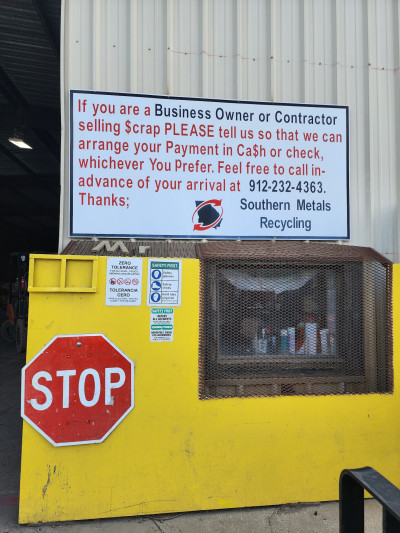 If you are a Business Owner or Contractor
selling $crap PLEASE tell us so that we can
arrange your Payment in Ca$h or check,
whichever You Prefer. Feel free to call in-
advance of your arrival at 912-232-4363.
Thanks; Southern Metals
Recycling
ZERO
TOLERANCE
TOLERANCIA
CERO
SAFETY FIRST
STOP